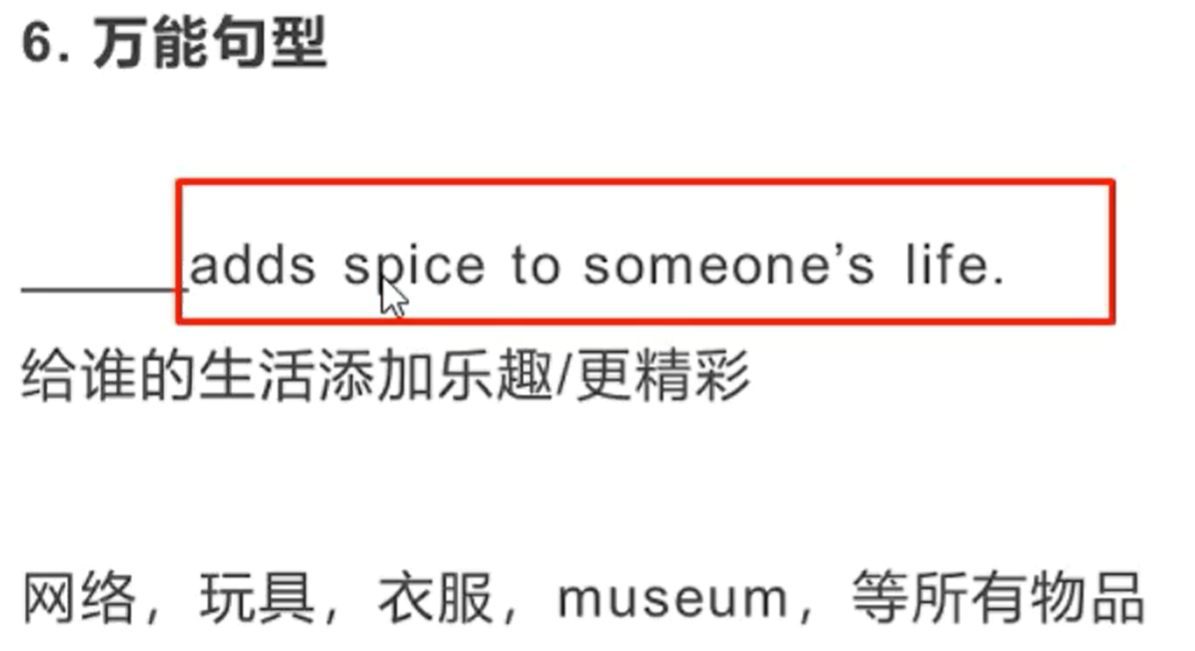 6. 万能句型
______adds spice to someone’s life.
给谁的生活添加乐趣/更精彩
网络，玩具，衣服，museum，等所有物品